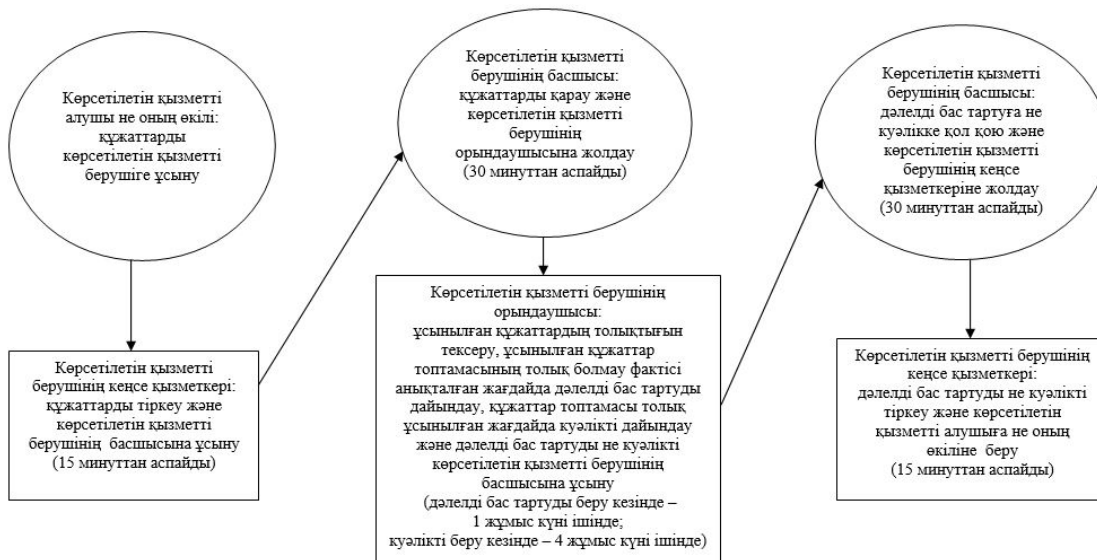 Көрсетілетін қызметті
алушы не оның өкілі:
құжаттарды
көрсетілетін қызметті
берушіге ұсыну
Көрсетілетін қызметті
берушінің кеңсе қызметкері:
құжаттарды тіркеу және
көрсетілетін қызметті
берушінің басшысына ұсыну
(15 минуттан аспайды)
Көрсетілетін қызметті
берушінің басшысы:
құжаттарды қарау және
көрсетілетін қызметті
берушінің
орындаушысына жолдау
(30 минуттан аспайды)
Көрсетілетін қызметті берушінің
орындаушысы:
ұсынылған құжаттардың толықтығын
тексеру, ұсынылған құжаттар
топтамасының толық болмау фактісі
анықталған жағдайда дәлелді бас тартуды
дайындау, құжаттар топтамасы толық
ұсынылған жағдайда куәлікті дайындау
және дәлелді бас тартуды не куәлікті
көрсетілетін қызметті берушінің
басшысына ұсыну
(дәлелді бас тартуды беру кезінде –
1 жұмыс күні ішінде;
куәлікті беру кезінде – 4 жұмыс күні ішінде)
Көрсетілетін қызметті
берушінің басшысы:
дәлелді бас тартуға не
куәлікке қол қою және
көрсетілетін қызметті
берушінің кеңсе
қызметкеріне жолдау
(30 минуттан аспайды)
Көрсетілетін қызметті берушінің
кеңсе қызметкері:
дәлелді бас тартуды не куәлікті
тіркеу және көрсетілетін
қызметті алушыға не оның
өкіліне беру
(15 минуттан аспайды)